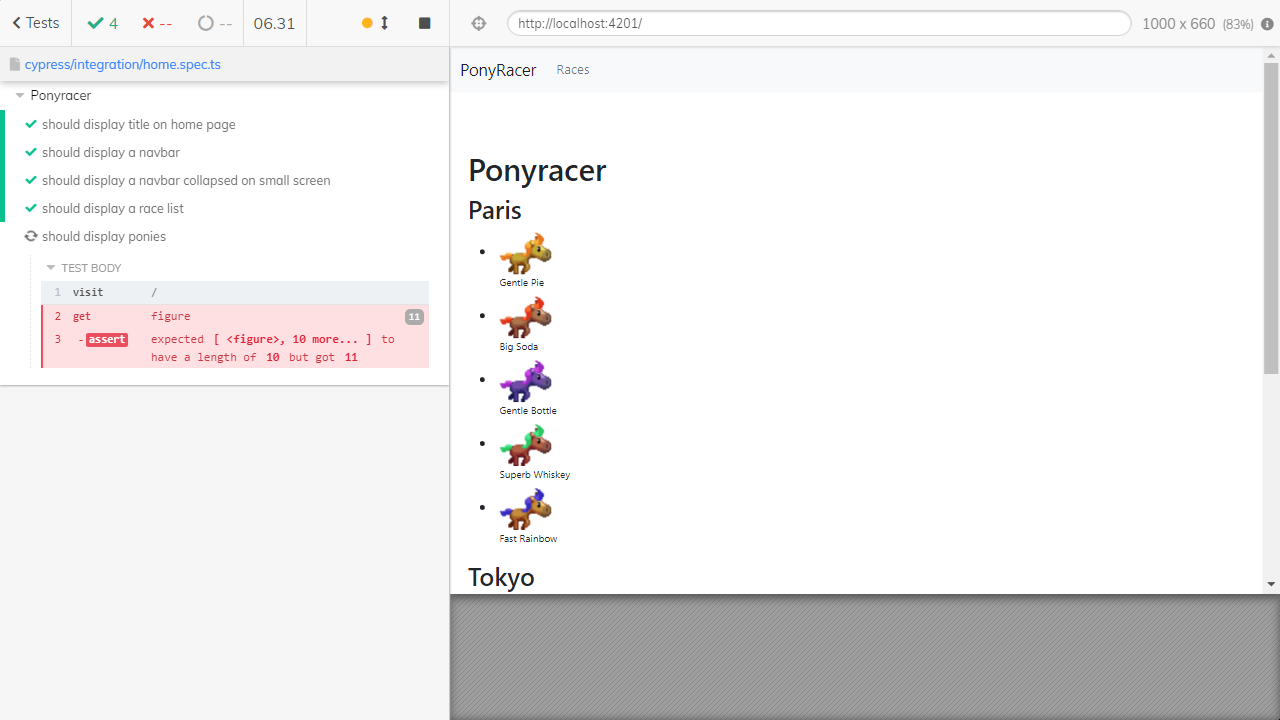 Tests 4 -- -- 06.31 http://localhost:4201/ 1000 x 660 (83%)
cypress/integration/home.spec.ts
Ponyracer
should display title on home page
should display a navbar
should display a navbar collapsed on small screen
should display a race list
should display ponies
TEST BODY
1 visit /
2 get figure 11
3 -assert expected [ <figure>, 10 more... ] to
have a length of 10 but got 11
PonyRacer Races
Ponyracer
Paris
Gentle Pie
Big Soda
Gentle Bottle
Superb Whiskey
Fast Rainbow
Tokyo